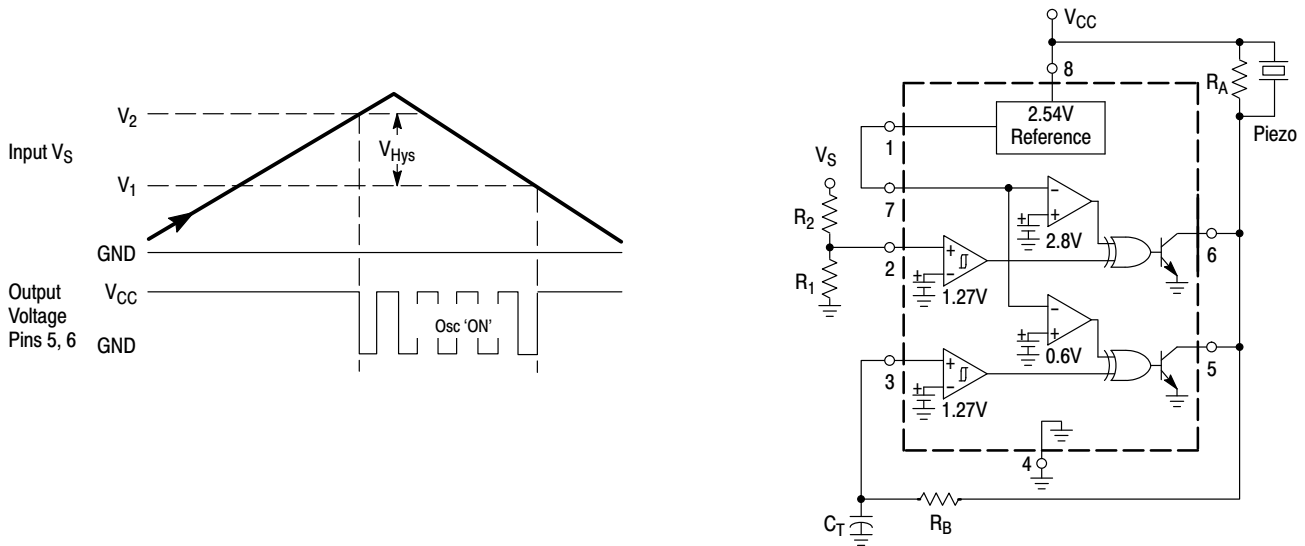 V2
Input VS
VHys
V1
GND
Output
Voltage
Pins 5, 6
VCC
GND
Osc 'ON'
VCC
8
2.54V
Reference
RA
Piezo
1
VS
7
R2
+
-
+
2.8V
6
2
+
-
+
1.27V
R1
-
+
+
0.6V
5
3
+
-
+
1.27V
4
CT
RB